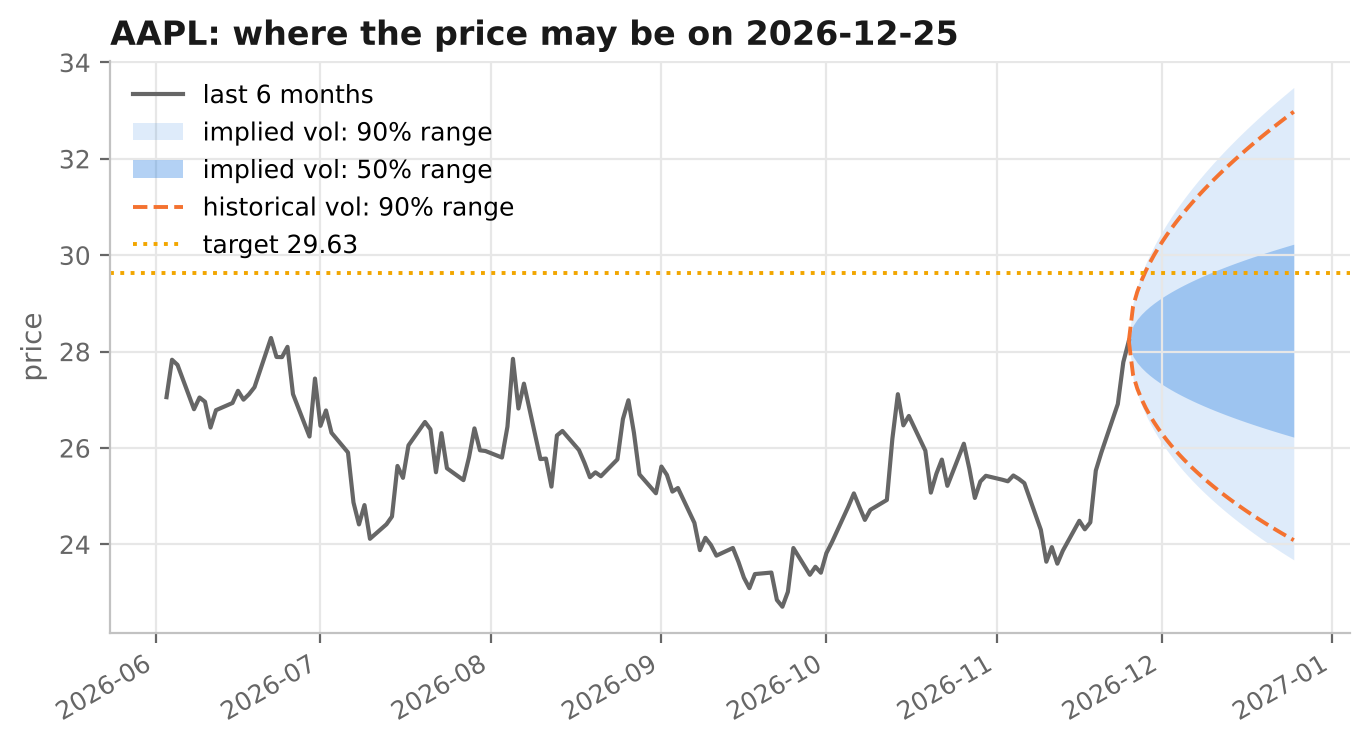 AAPL: where the price may be on 2026-12-25
34
32
30
28
26
24
price
last 6 months
implied vol: 90% range
implied vol: 50% range
historical vol: 90% range
target 29.63
2026-06
2026-07
2026-08
2026-09
2026-10
2026-11
2026-12
2027-01